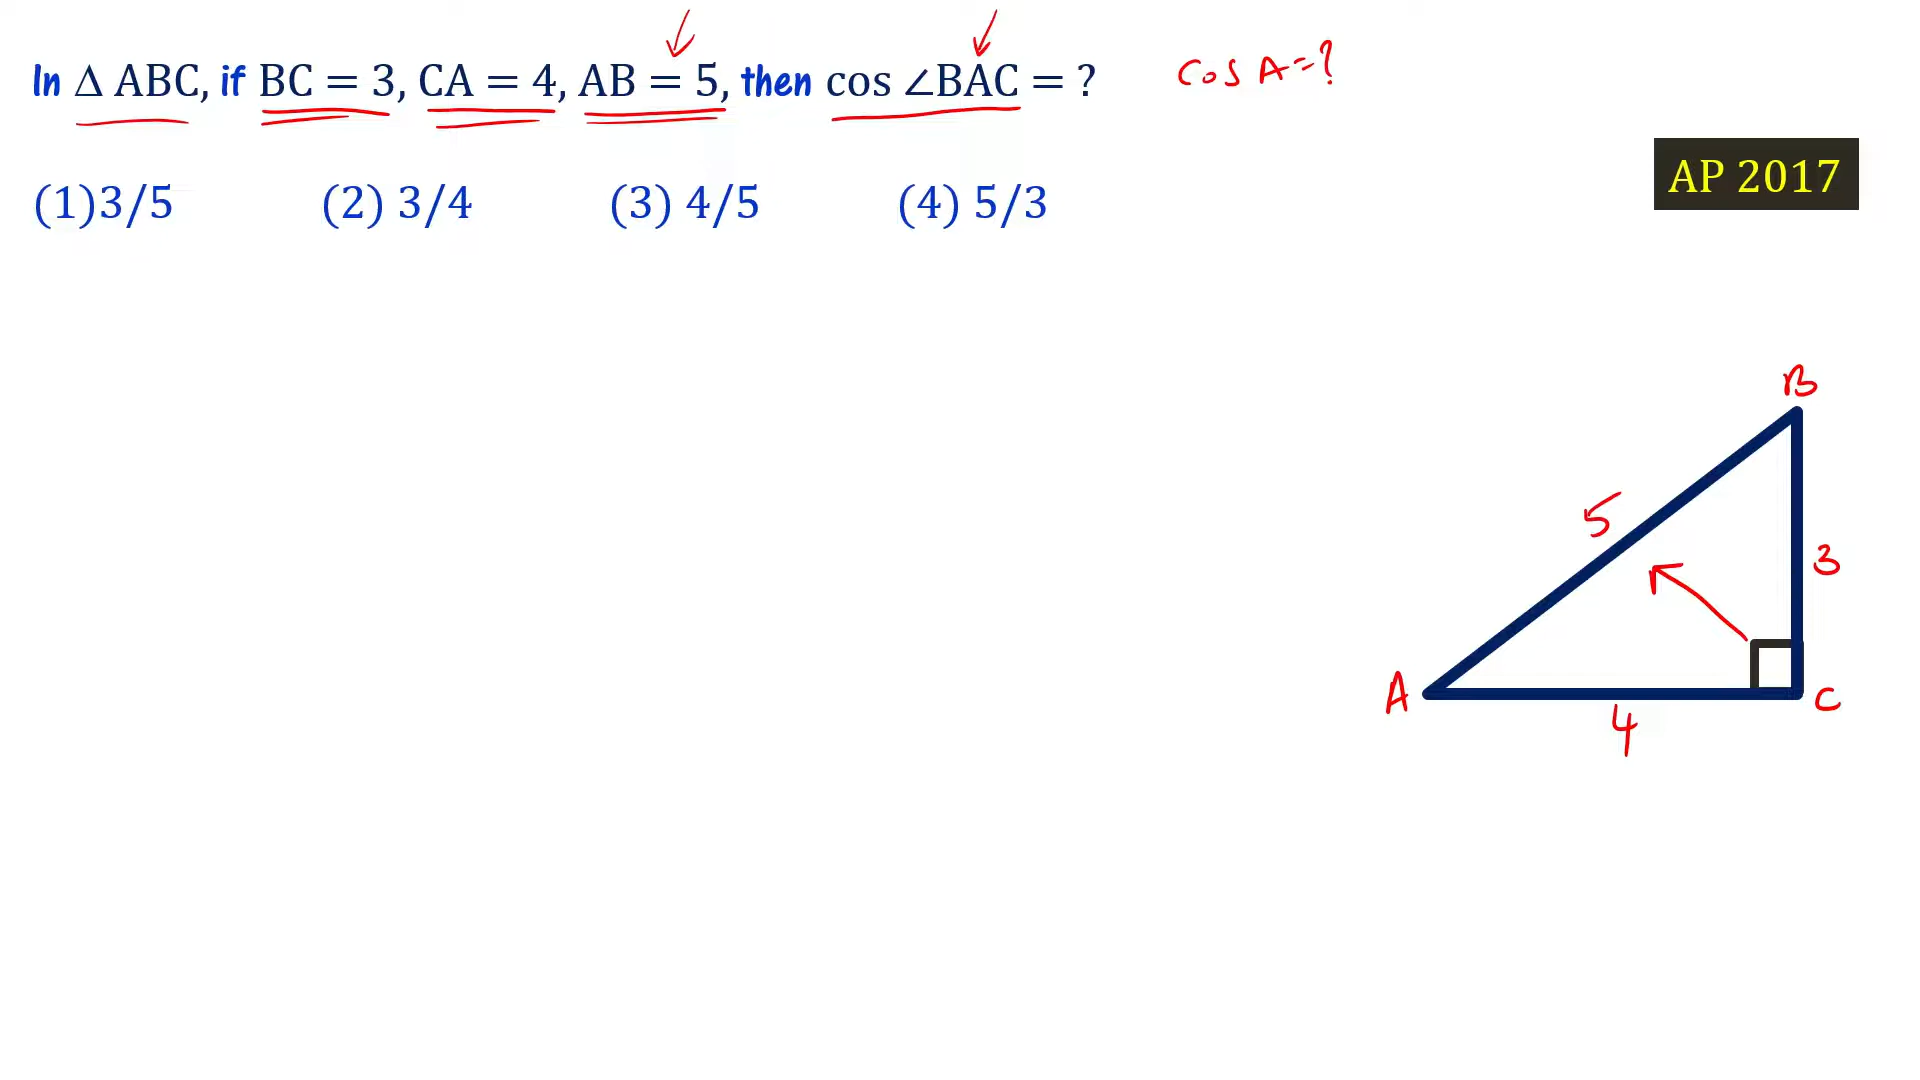 In Δ ABC, if BC = 3, CA = 4, AB = 5, then cos ∠BAC = ?
cos A = ?
AP 2017
(1)3/5 (2) 3/4 (3) 4/5 (4) 5/3
B
5
3
A
C
4